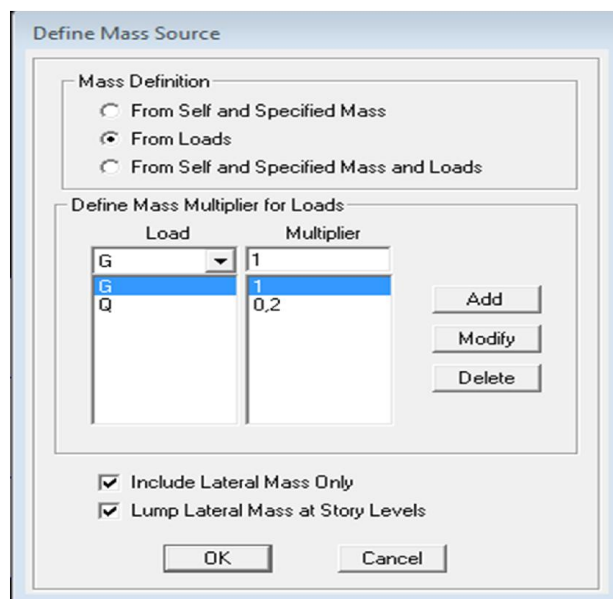 Define Mass Source
Mass Definition
From Self and Specified Mass
From Loads
From Self and Specified Mass and Loads
Define Mass Multiplier for Loads
Load Multiplier
G 1
G 1
Q 0,2
Add
Modify
Delete
Include Lateral Mass Only
Lump Lateral Mass at Story Levels
OK Cancel